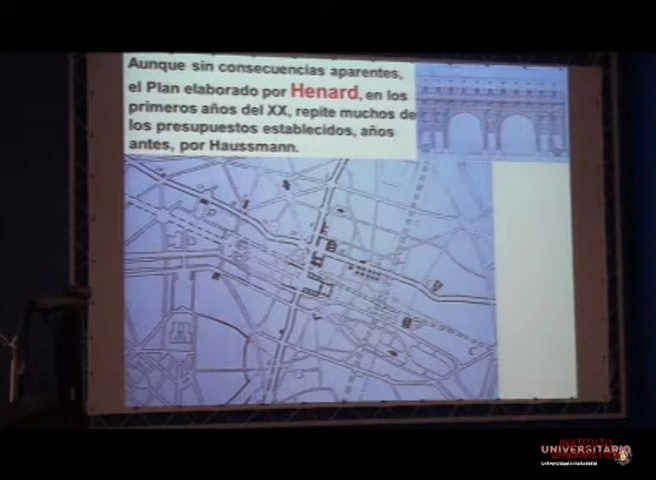 Aunque sin consecuencias aparentes,
el Plan elaborado por Henard, en los
primeros años del XX, repite muchos de
los presupuestos establecidos, años
antes, por Haussmann.
INSTITUTO
UNIVERSITARIO